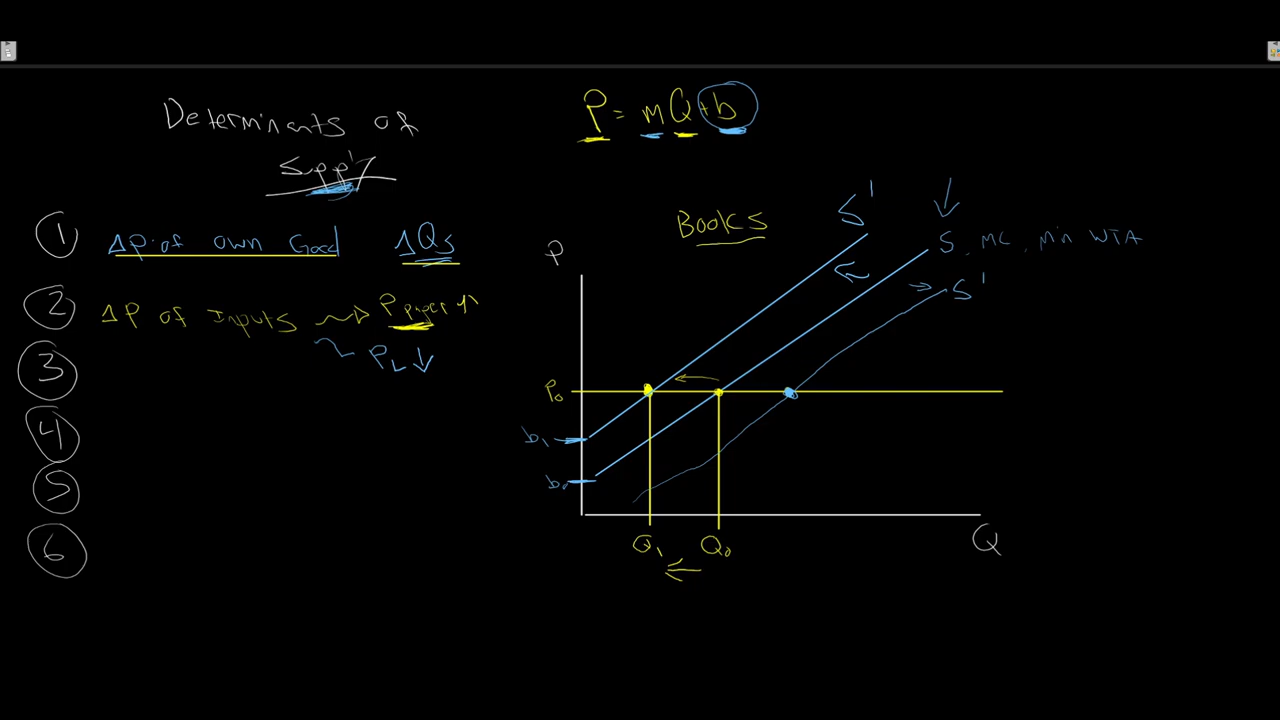 Determinants of
Supply
P = mQ + b
① ΔP of own Good ΔQs
② ΔP of Inputs → P paper ↑
P L ↓
③
④
⑤
⑥
Books
P
S'
S, MC, Min WTA
S'
P₀
b₁
b₀
Q₁ Q₀
Q